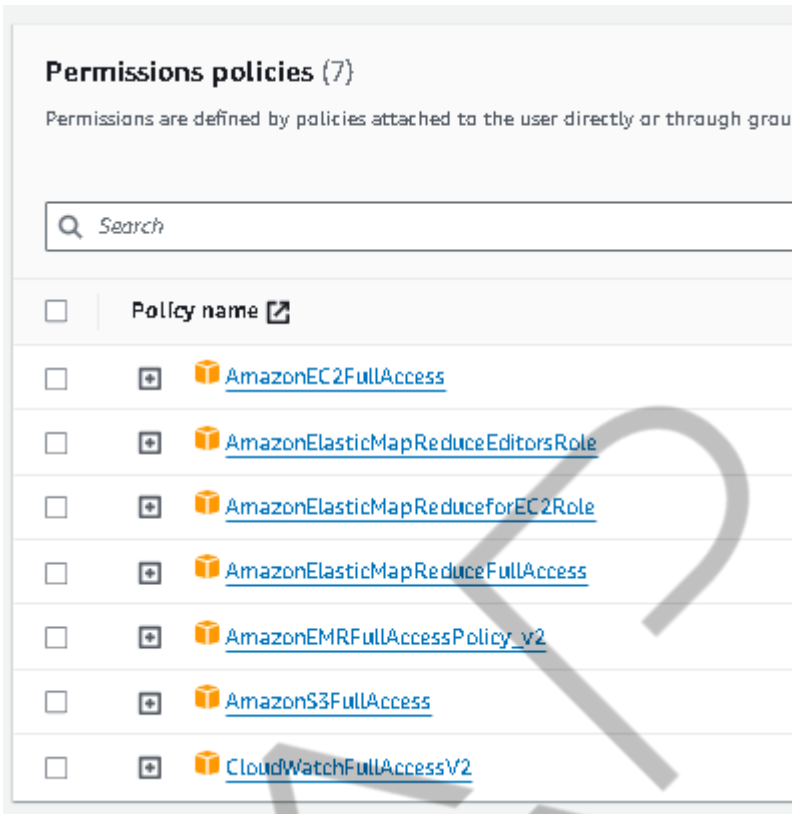 Permissions policies (7)
Permissions are defined by policies attached to the user directly or through grou
Search
Policy name
AmazonEC2FullAccess
AmazonElasticMapReduceEditorsRole
AmazonElasticMapReduceforEC2Role
AmazonElasticMapReduceFullAccess
AmazonEMRFullAccessPolicy_v2
AmazonS3FullAccess
CloudWatchFullAccessV2